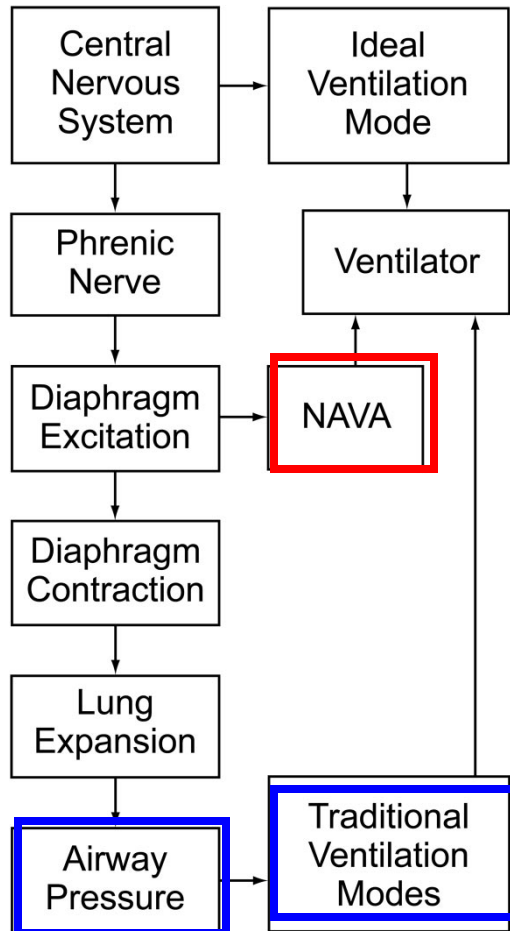 Central
Nervous
System
Ideal
Ventilation
Mode
Phrenic
Nerve
Ventilator
Diaphragm
Excitation
NAVA
Diaphragm
Contraction
Lung
Expansion
Airway
Pressure
Traditional
Ventilation
Modes